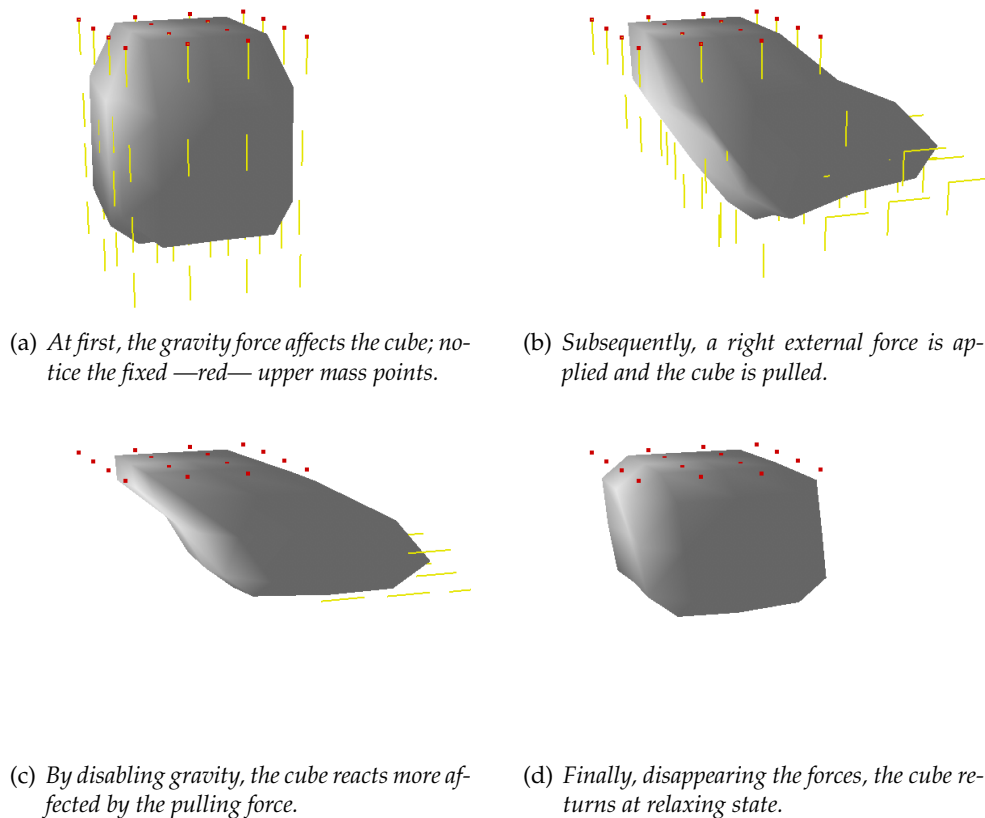 (a) At first, the gravity force affects the cube; no-
tice the fixed —red— upper mass points.
(b) Subsequently, a right external force is ap-
plied and the cube is pulled.
(c) By disabling gravity, the cube reacts more af-
fected by the pulling force.
(d) Finally, disappearing the forces, the cube re-
turns at relaxing state.